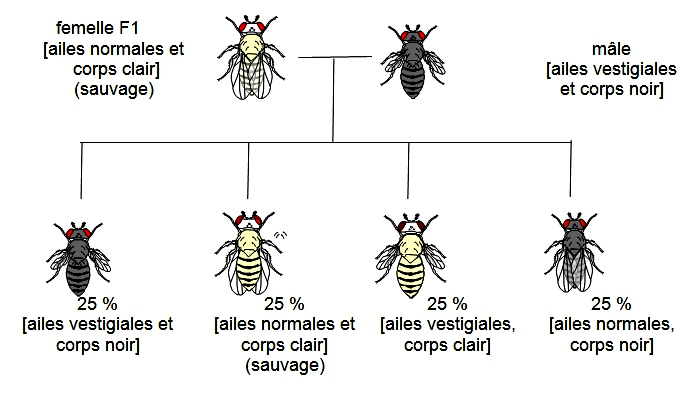 femelle F1
[ailes normales et
corps clair]
(sauvage)
mâle
[ailes vestigiales
et corps noir]
25 %
[ailes vestigiales et
corps noir]
25 %
[ailes normales et
corps clair]
(sauvage)
25 %
[ailes vestigiales,
corps clair]
25 %
[ailes normales,
corps noir]